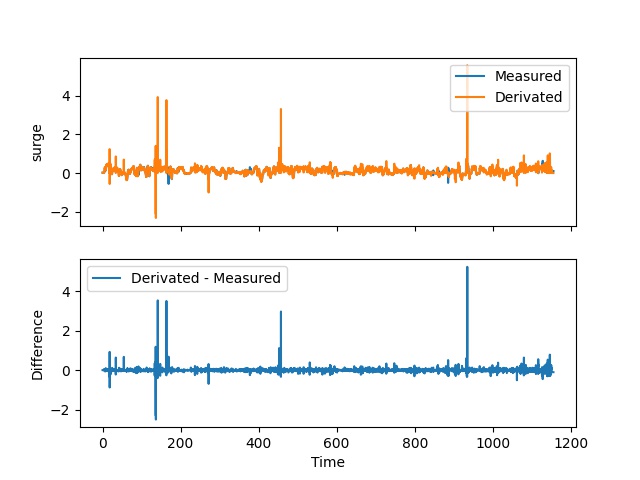 surge
4
2
0
−2
Measured
Derivated
Difference
4
2
0
−2
Derivated - Measured
0
200
400
600
800
1000
1200
Time